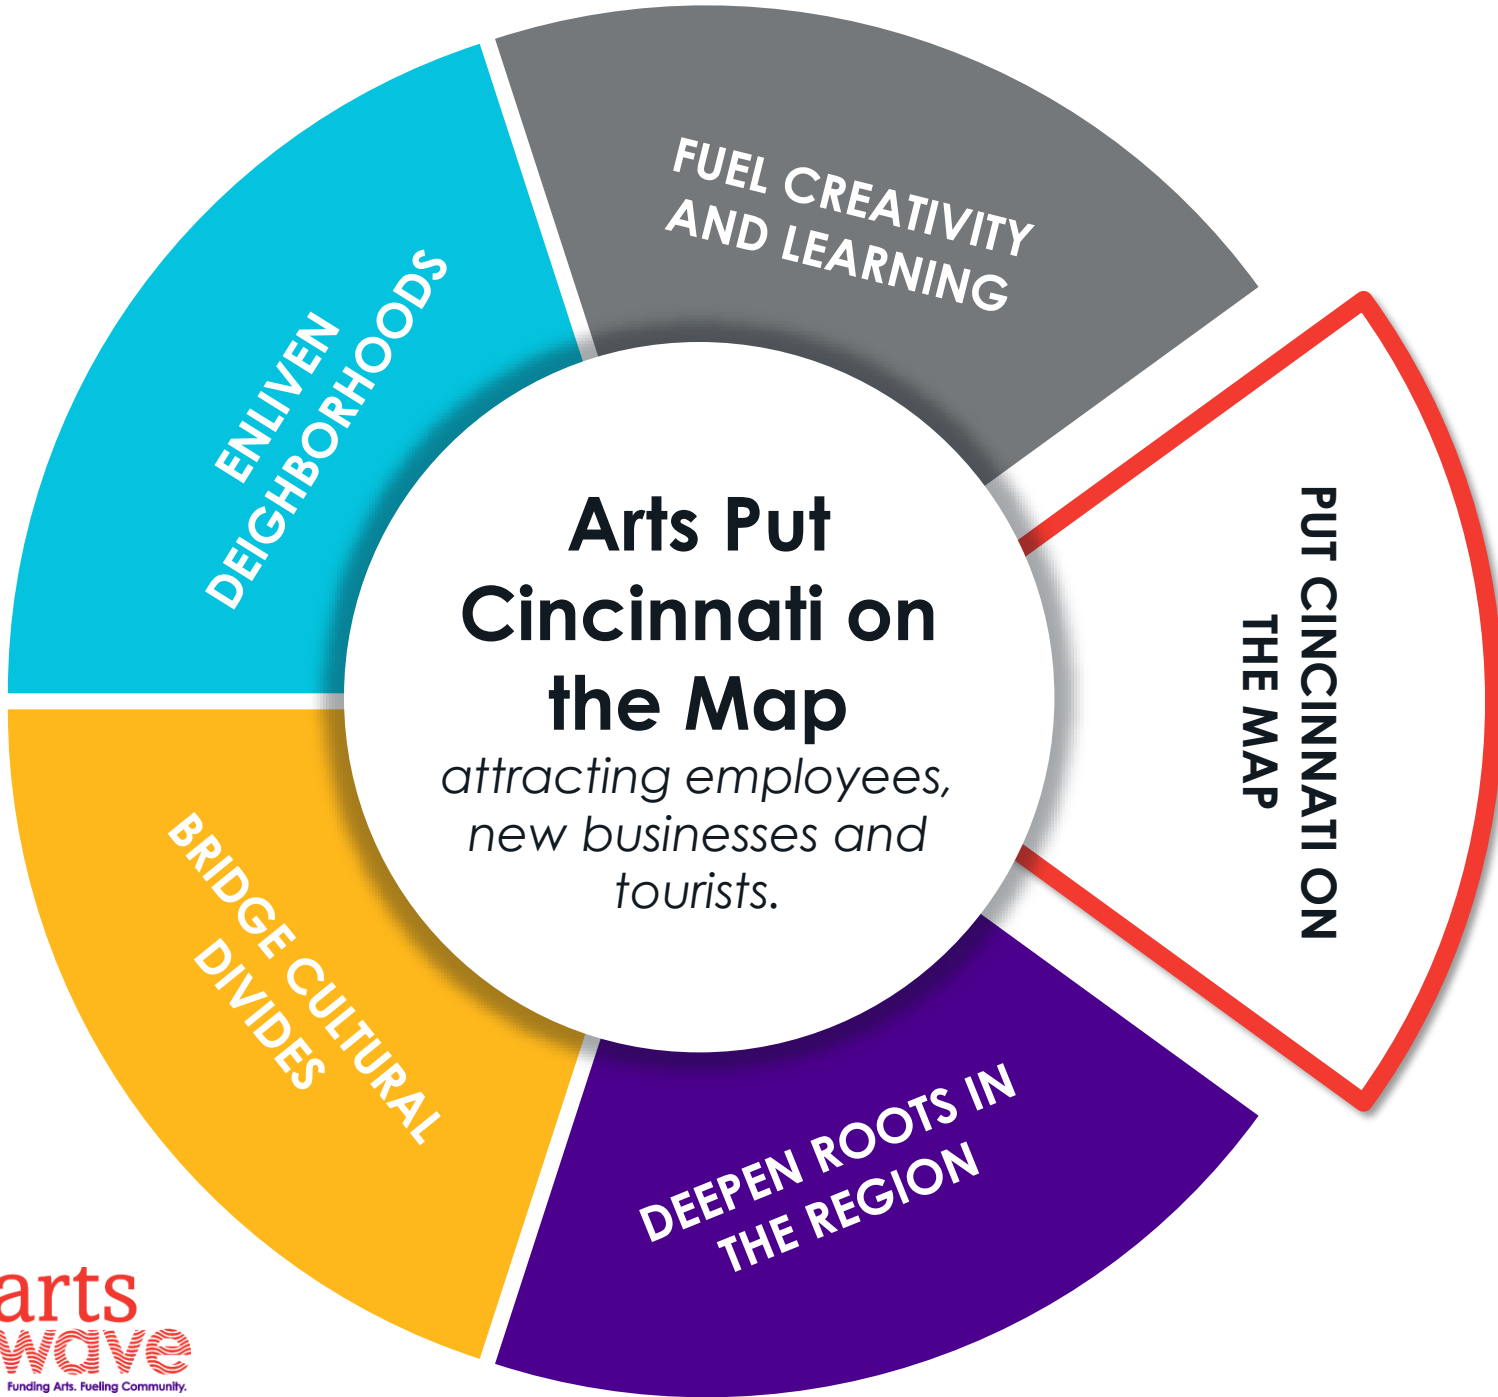 FUEL CREATIVITY
AND LEARNING
ENLIVEN
DEIGHBORHOODS
PUT CINCINNATI ON
THE MAP
Arts Put
Cincinnati on
the Map
attracting employees,
new businesses and
tourists.
BRIDGE CULTURAL
DIVIDES
DEEPEN ROOTS IN
THE REGION
arts
wave
Funding Arts. Fueling Community.